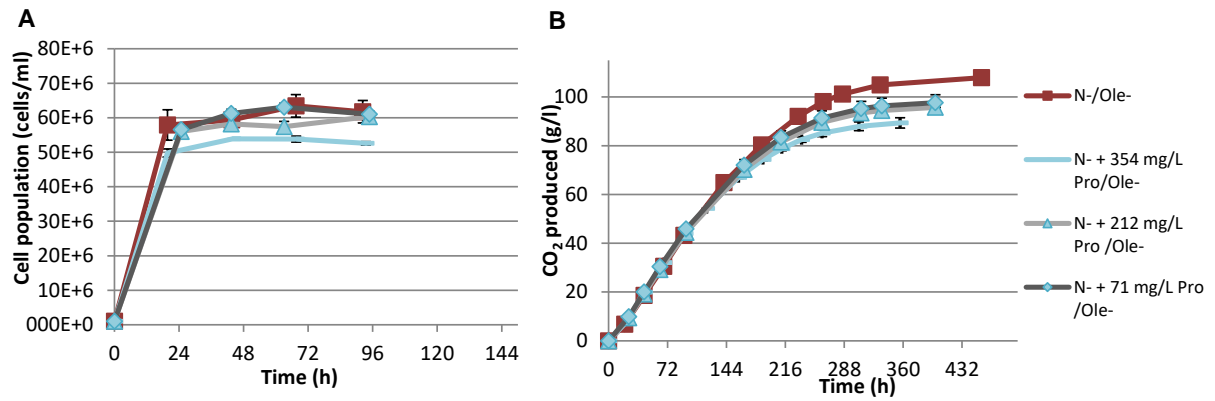 A
Cell population (cells/ml)
80E+6
70E+6
60E+6
50E+6
40E+6
30E+6
20E+6
10E+6
000E+0
0 24 48 72 96 120 144
Time (h)
B
CO2 produced (g/l)
100
80
60
40
20
0
0 72 144 216 288 360 432
Time (h)
N-/Ole-
N- + 354 mg/L
Pro/Ole-
N- + 212 mg/L
Pro /Ole-
N- + 71 mg/L Pro
/Ole-